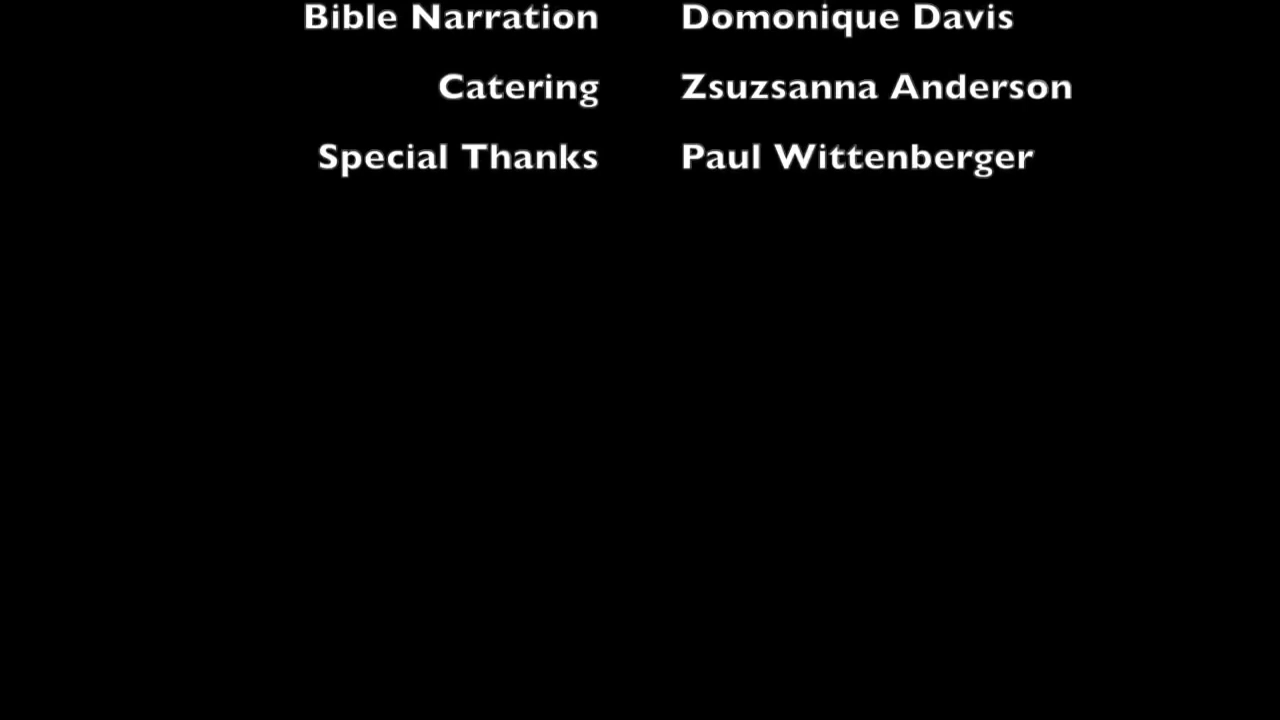 Bible Narration Domonique Davis
Catering Zsuzsanna Anderson
Special Thanks Paul Wittenberger